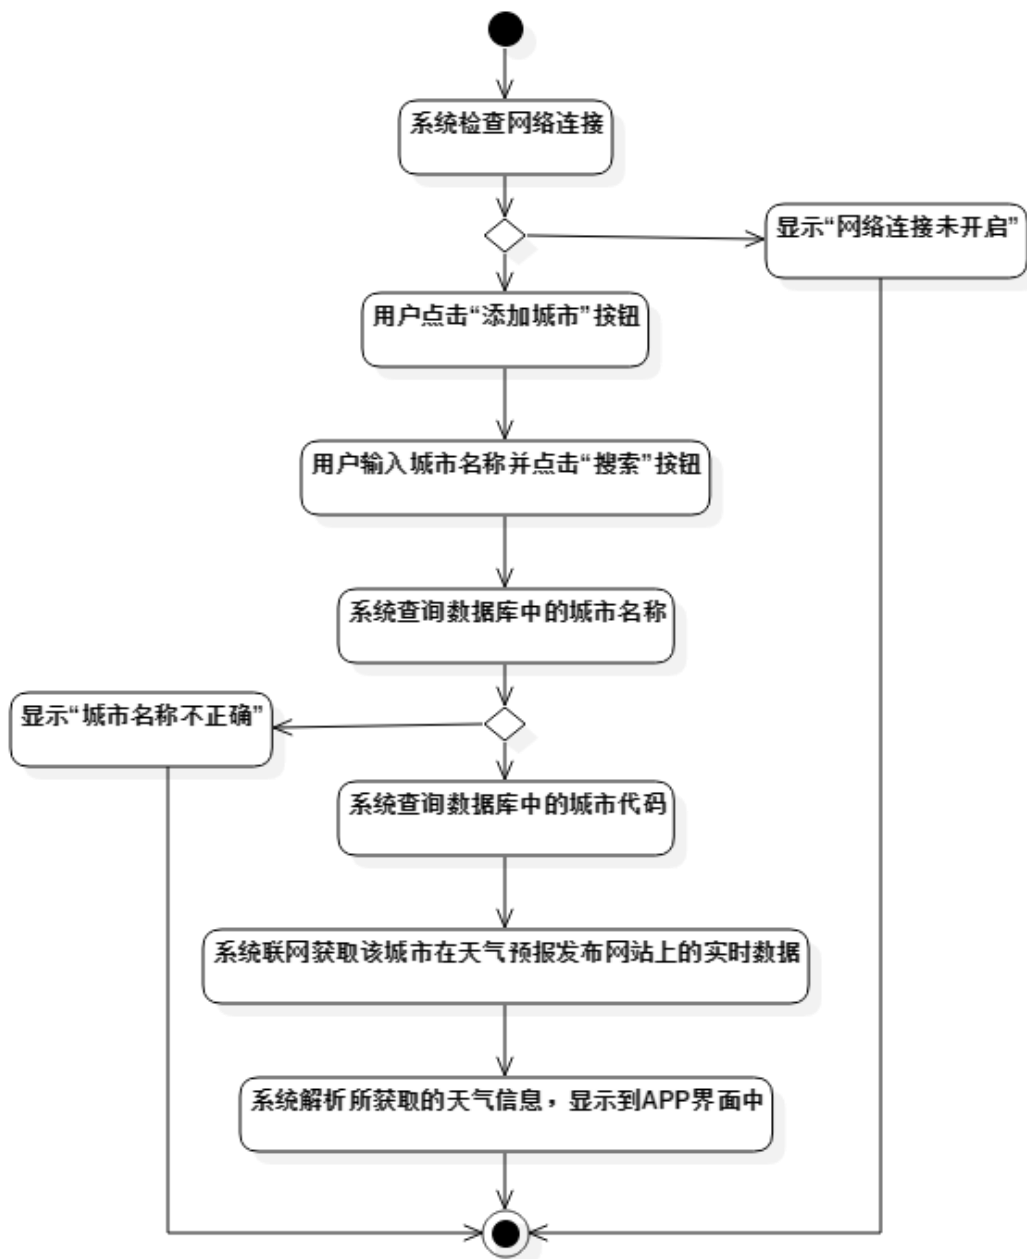 系统检查网络连接
显示“网络连接未开启”
用户点击“添加城市”按钮
用户输入城市名称并点击“搜索”按钮
系统查询数据库中的城市名称
显示“城市名称不正确”
系统查询数据库中的城市代码
系统联网获取该城市在天气预报发布网站上的实时数据
系统解析所获取的天气信息，显示到APP界面中